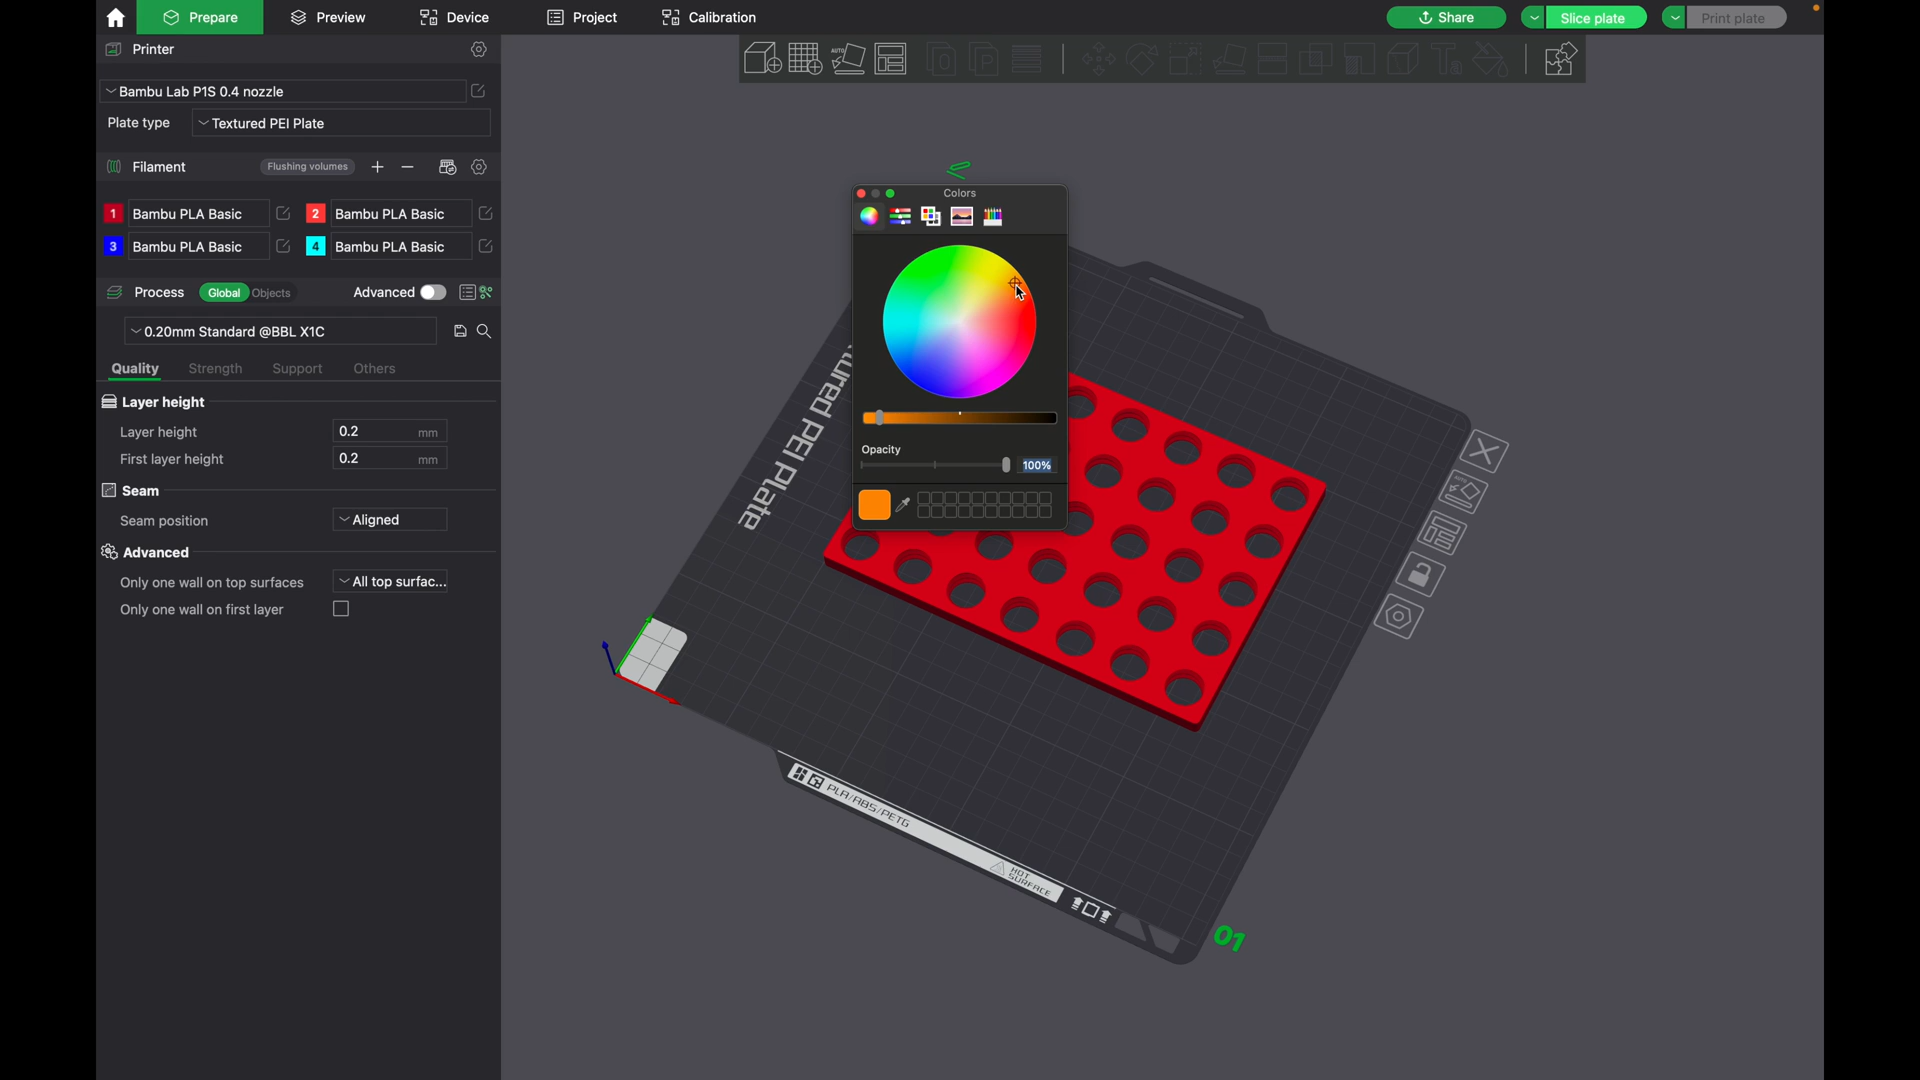 Prepare
Preview
Device
Project
Calibration
Share
Slice plate
Print plate
Printer
Bambu Lab P1S 0.4 nozzle
Plate type
Textured PEI Plate
Filament
Flushing volumes
1 Bambu PLA Basic
2 Bambu PLA Basic
3 Bambu PLA Basic
4 Bambu PLA Basic
Process
Global
Objects
Advanced
0.20mm Standard @BBL X1C
Quality
Strength
Support
Others
Layer height
Layer height 0.2 mm
First layer height 0.2 mm
Seam
Seam position Aligned
Advanced
Only one wall on top surfaces All top surfac...
Only one wall on first layer
AUTO
Colors
Opacity
100%
tured PEI Plate
AUTO
PLA/ABS/PETG
HOT
SURFACE
01